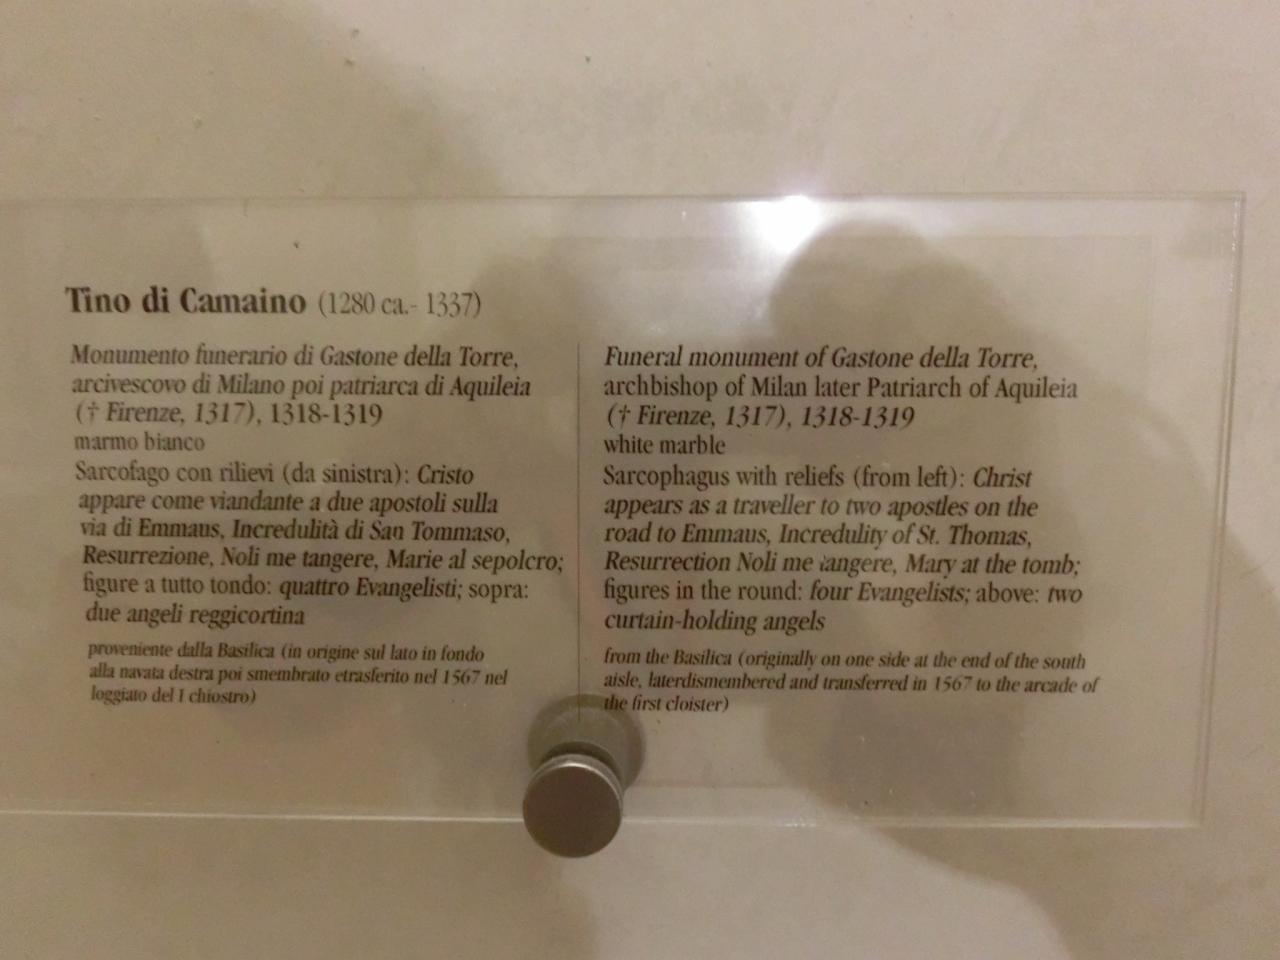 Tino di Camaino (1280 ca.- 1337)
Monumento funerario di Gastone della Torre,
arcivescovo di Milano poi patriarca di Aquileia
(† Firenze, 1317), 1318-1319
marmo bianco
Sarcofago con rilievi (da sinistra): Cristo
appare come viandante a due apostoli sulla
via di Emmaus, Incredulità di San Tommaso,
Resurrezione, Noli me tangere, Marie al sepolcro;
figure a tutto tondo: quattro Evangelisti; sopra:
due angeli reggicortina
proveniente dalla Basilica (in origine sul lato in fondo
alla navata destra poi smembrato etrasferito nel 1567 nel
loggiato del I chiostro)
Funeral monument of Gastone della Torre,
archbishop of Milan later Patriarch of Aquileia
(† Firenze, 1317), 1318-1319
white marble
Sarcophagus with reliefs (from left): Christ
appears as a traveller to two apostles on the
road to Emmaus, Incredulity of St. Thomas,
Resurrection Noli me tangere, Mary at the tomb;
figures in the round: four Evangelists; above: two
curtain-holding angels
from the Basilica (originally on one side at the end of the south
aisle, laterdismembered and transferred in 1567 to the arcade of
the first cloister)